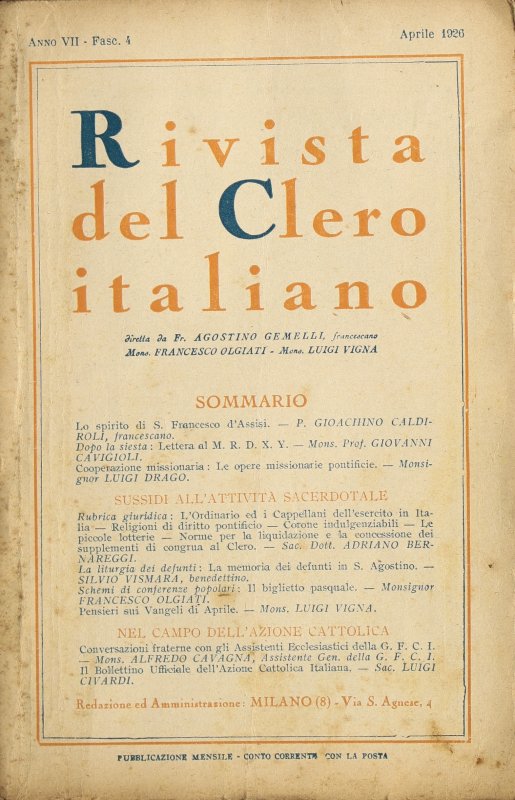 Anno VII - Fasc. 4
Aprile 1926
Rivista
del Clero
italiano
diretta da Fr. AGOSTINO GEMELLI, francescano
Mons. FRANCESCO OLGIATI - Mons. LUIGI VIGNA
SOMMARIO
Lo spirito di S. Francesco d'Assisi. — P. GIOACHINO CALDI-
ROLI, francescano.
Dopo la siesta: Lettera al M. R. D. X. Y. — Mons. Prof. GIOVANNI
CAVIGIOLI.
Cooperazione missionaria: Le opere missionarie pontificie. — Monsi-
gnor LUIGI DRAGO.
SUSSIDI ALL'ATTIVITÀ SACERDOTALE
Rubrica giuridica: L'Ordinario ed i Cappellani dell'esercito in Ita-
lia — Religioni di diritto pontificio — Corone indulgenziabili — Le
piccole lotterie — Norme per la liquidazione e la concessione dei
supplementi di congrua al Clero. — Sac. Dott. ADRIANO BER-
NAREGGI.
La liturgia dei defunti: La memoria dei defunti in S. Agostino. —
SILVIO VISMARA, benedettino.
Schemi di conferenze popolari: Il biglietto pasquale. — Monsignor
FRANCESCO OLGIATI.
Pensieri sui Vangeli di Aprile. — Mons. LUIGI VIGNA.
NEL CAMPO DELL'AZIONE CATTOLICA
Conversazioni fraterne con gli Assistenti Ecclesiastici della G. F. C. I.
— Mons. ALFREDO CAVAGNA, Assistente Gen. della G. F. C. I.
Il Bollettino Ufficiale dell'Azione Cattolica Italiana. — Sac. LUIGI
CIVARDI.
Redazione ed Amministrazione: MILANO (8) - Via S. Agnese, 4
PUBBLICAZIONE MENSILE - CONTO CORRENTE CON LA POSTA